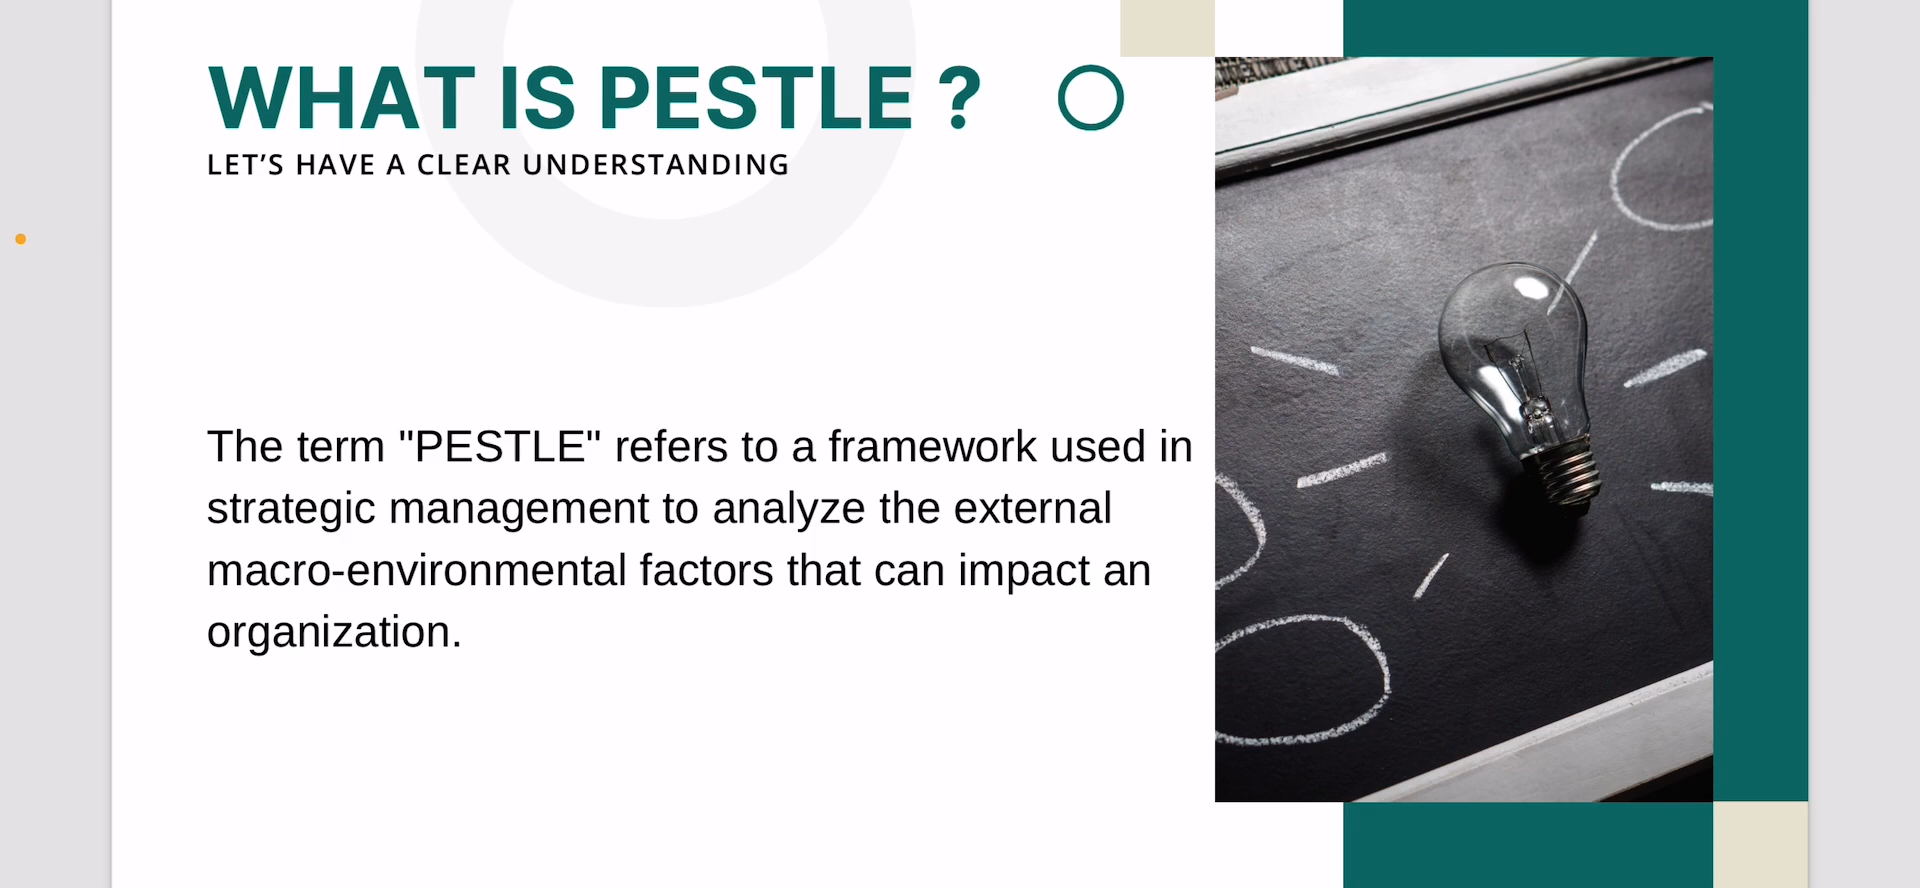 WHAT IS PESTLE ?
LET’S HAVE A CLEAR UNDERSTANDING
The term "PESTLE" refers to a framework used in
strategic management to analyze the external
macro-environmental factors that can impact an
organization.